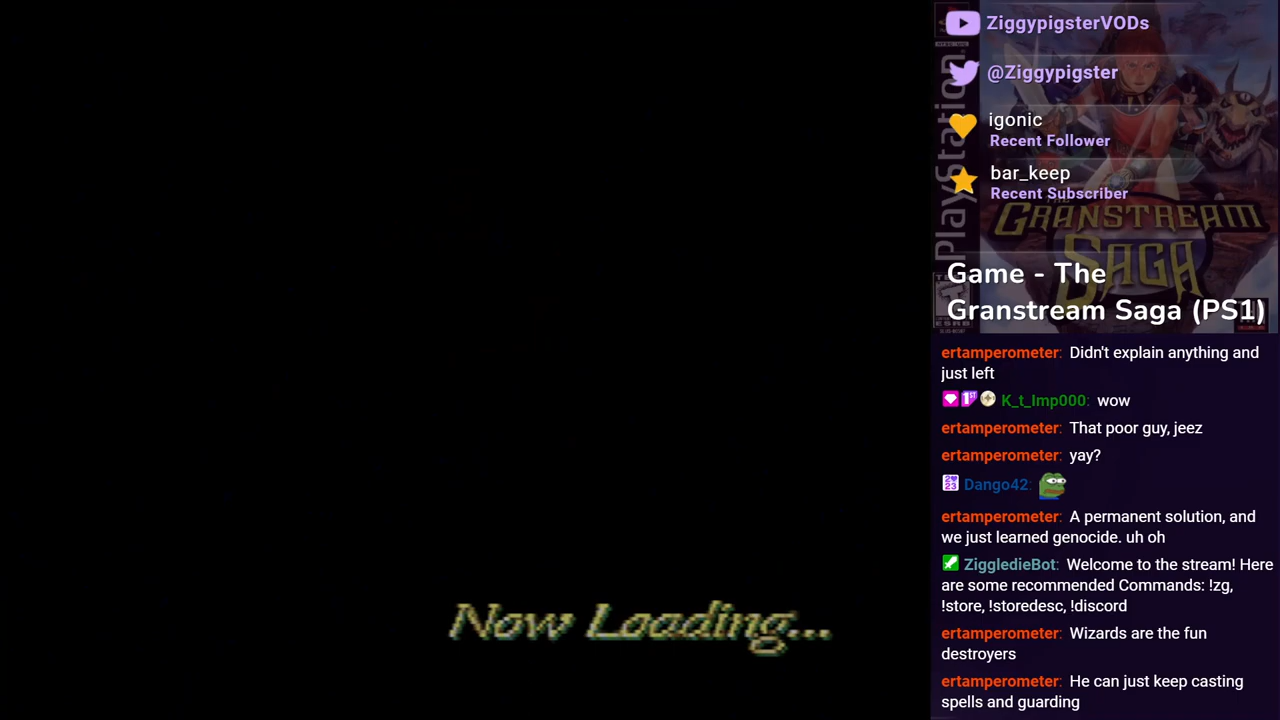 ZiggypigsterVODs
@Ziggypigster
igonic
Recent Follower
bar_keep
Recent Subscriber
PlayStation
THE
GRANSTREAM
SAGA
Game - The
Granstream Saga (PS1)
ertamperometer: Didn't explain anything and
just left
K_t_Imp000: wow
ertamperometer: That poor guy, jeez
ertamperometer: yay?
Dango42:
ertamperometer: A permanent solution, and
we just learned genocide. uh oh
ZiggledieBot: Welcome to the stream! Here
are some recommended Commands: !zg,
!store, !storedesc, !discord
ertamperometer: Wizards are the fun
destroyers
ertamperometer: He can just keep casting
spells and guarding
Now Loading...